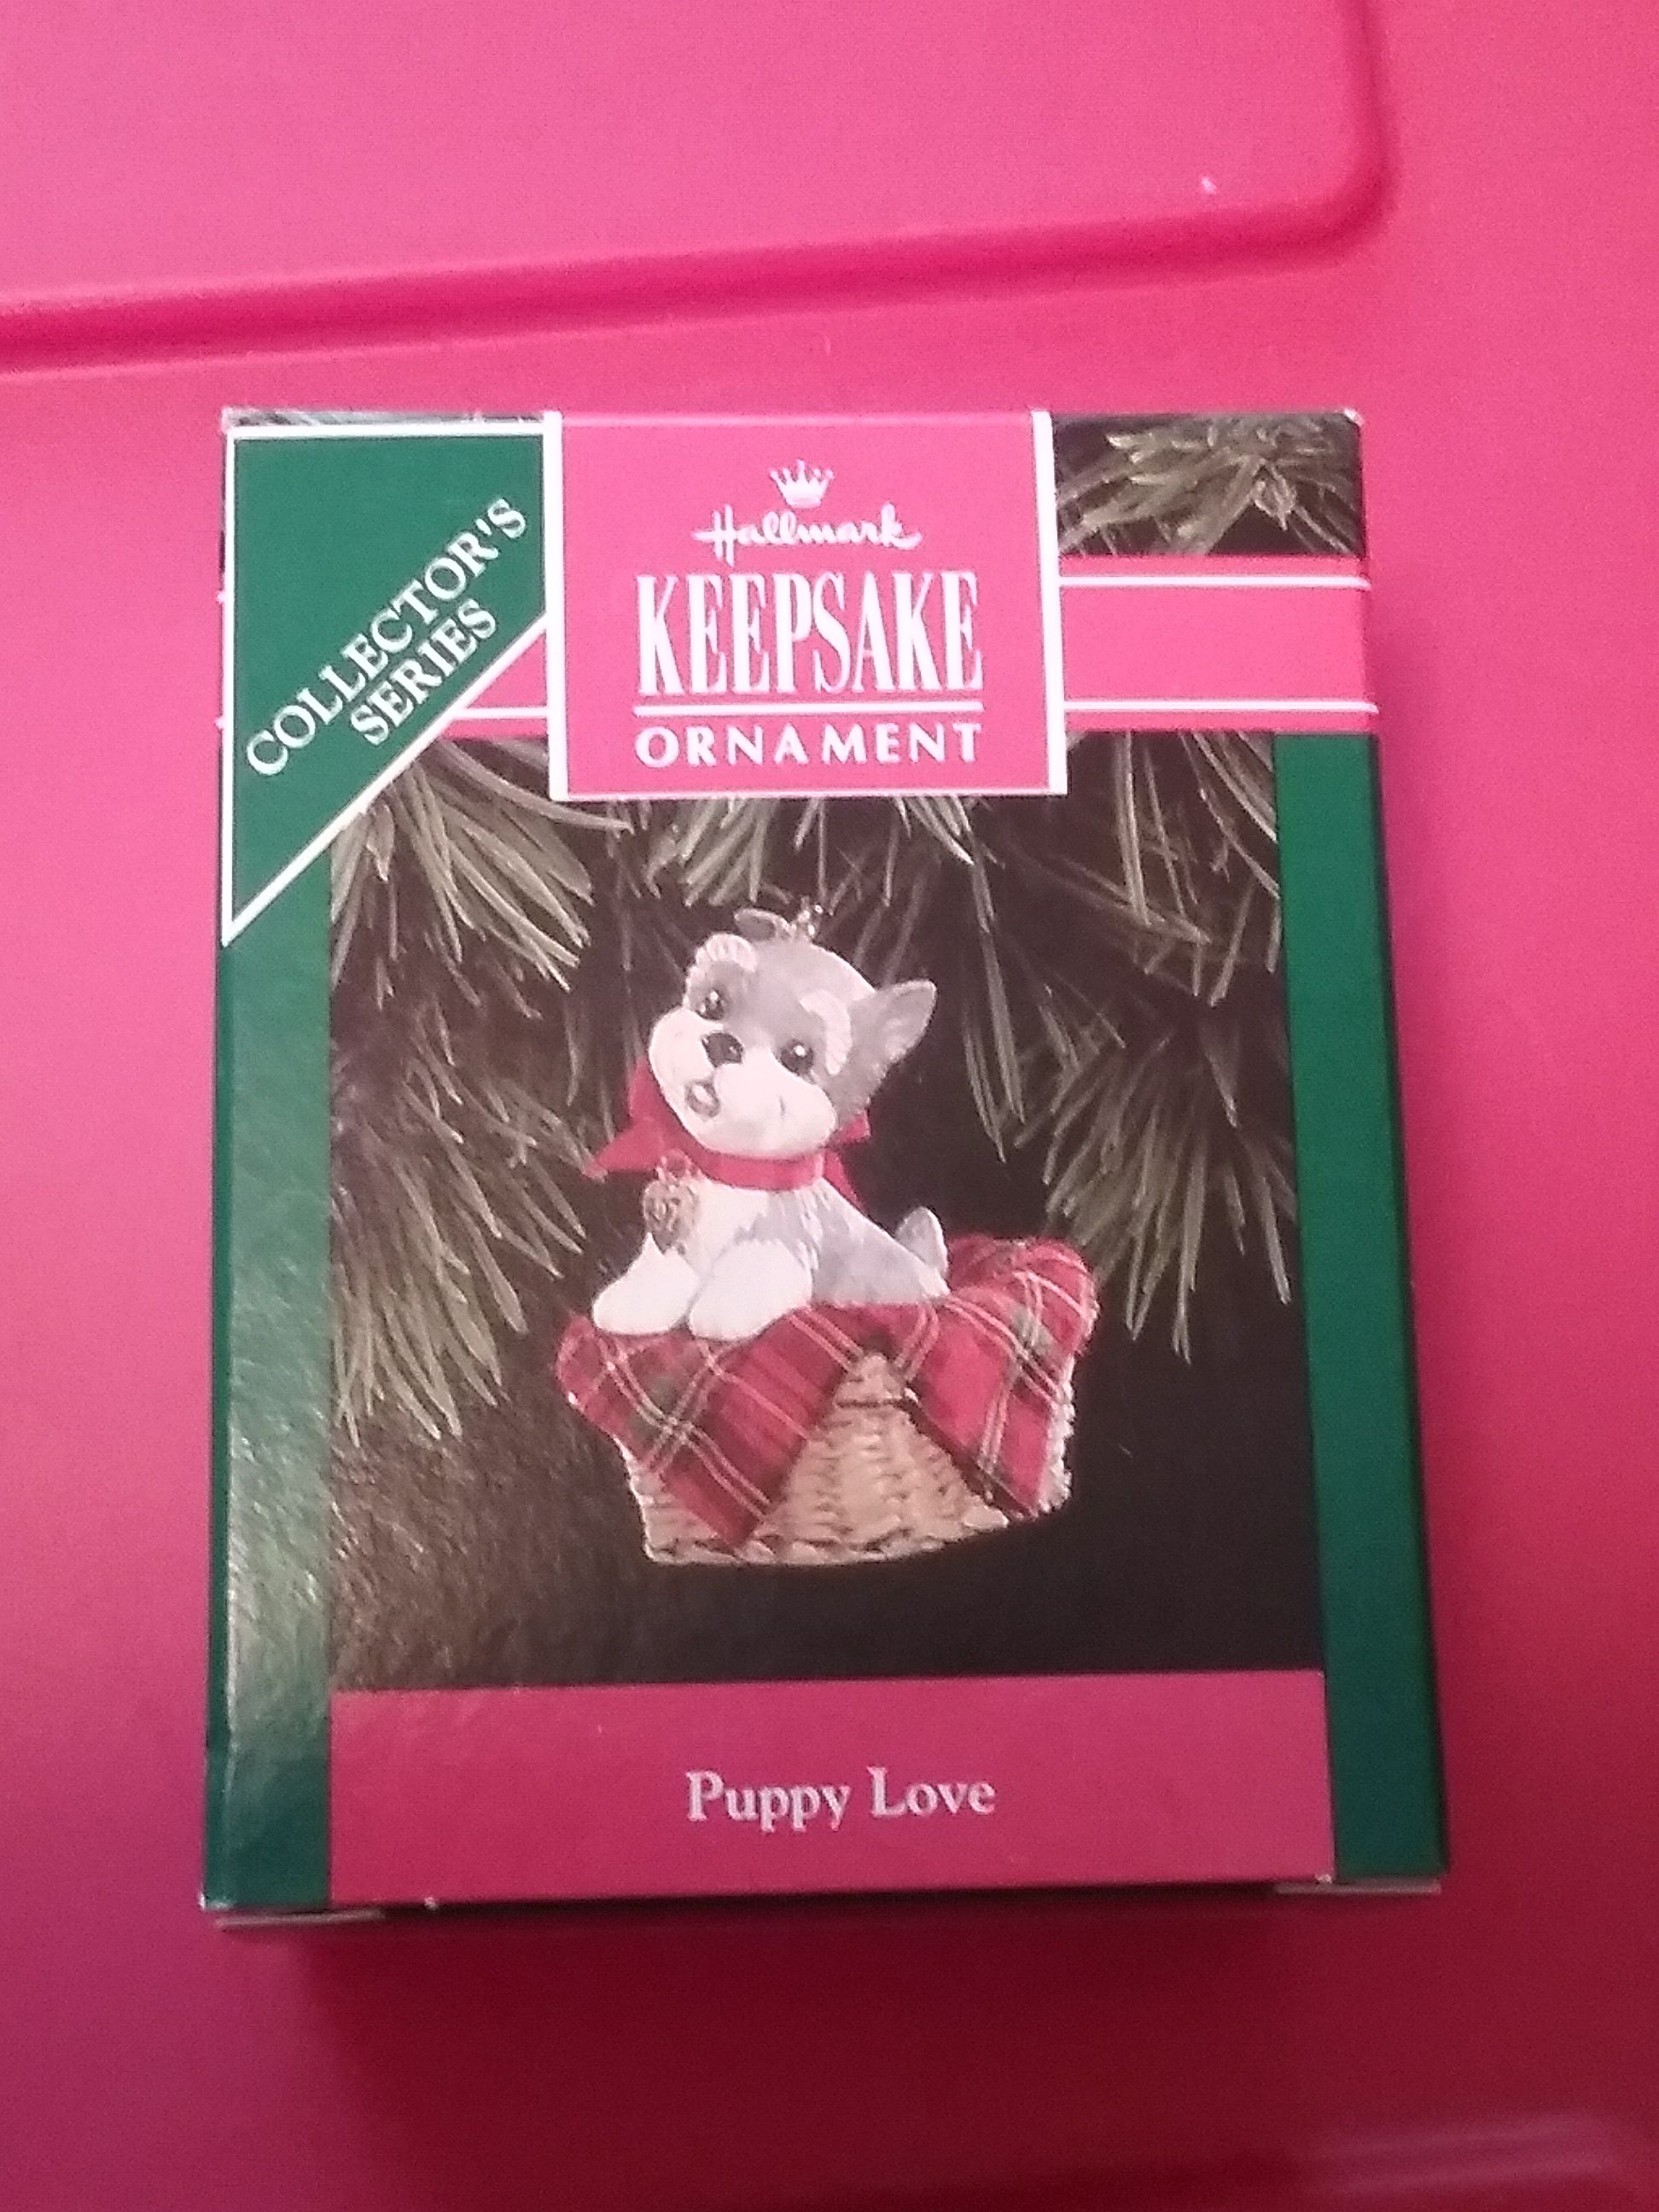 COLLECTOR'S
SERIES
Hallmark
KEEPSAKE
ORNAMENT
Puppy Love